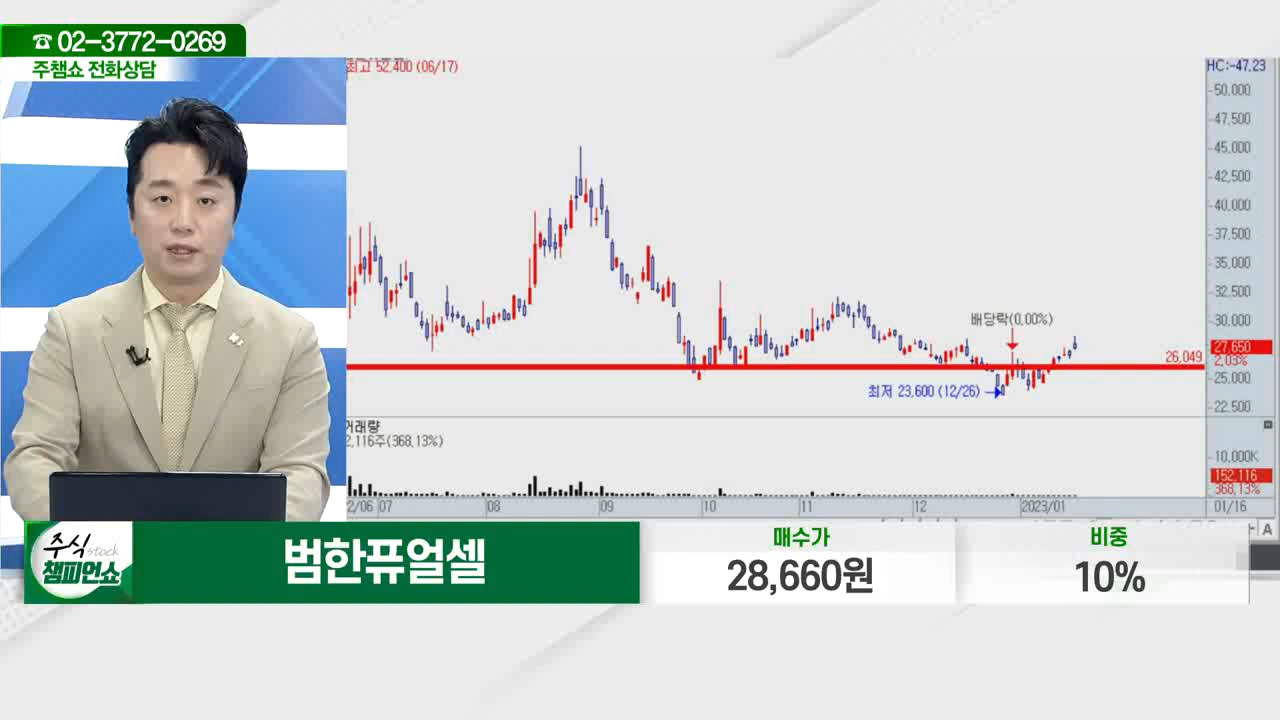 ☎ 02-3772-0269
주챔쇼 전화상담
최고 52,400 (06/17)
HC:-47.23
50,000
47,500
45,000
42,500
40,000
37,500
35,000
32,500
30,000
27,650
2.03%
25,000
22,500
배당락(0.00%)
26,049
최저 23,600 (12/26)
거래량
2,116주(368.13%)
10,000K
152,116
368.13%
2/06 07 08 09 10 11 12 2023/01 01/16
A
주식 stock
챔피언쇼
범한퓨얼셀
매수가
28,660원
비중
10%